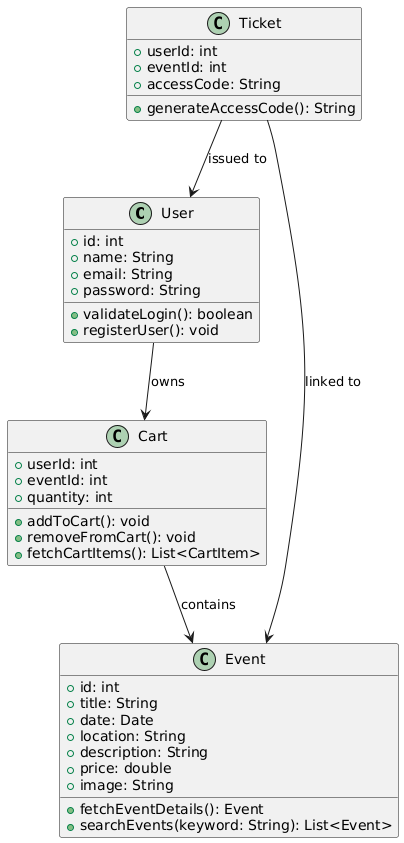 C Ticket
userId: int
eventId: int
accessCode: String
generateAccessCode(): String
issued to
C User
id: int
name: String
email: String
password: String
validateLogin(): boolean
registerUser(): void
linked to
owns
C Cart
userId: int
eventId: int
quantity: int
addToCart(): void
removeFromCart(): void
fetchCartItems(): List<CartItem>
contains
C Event
id: int
title: String
date: Date
location: String
description: String
price: double
image: String
fetchEventDetails(): Event
searchEvents(keyword: String): List<Event>